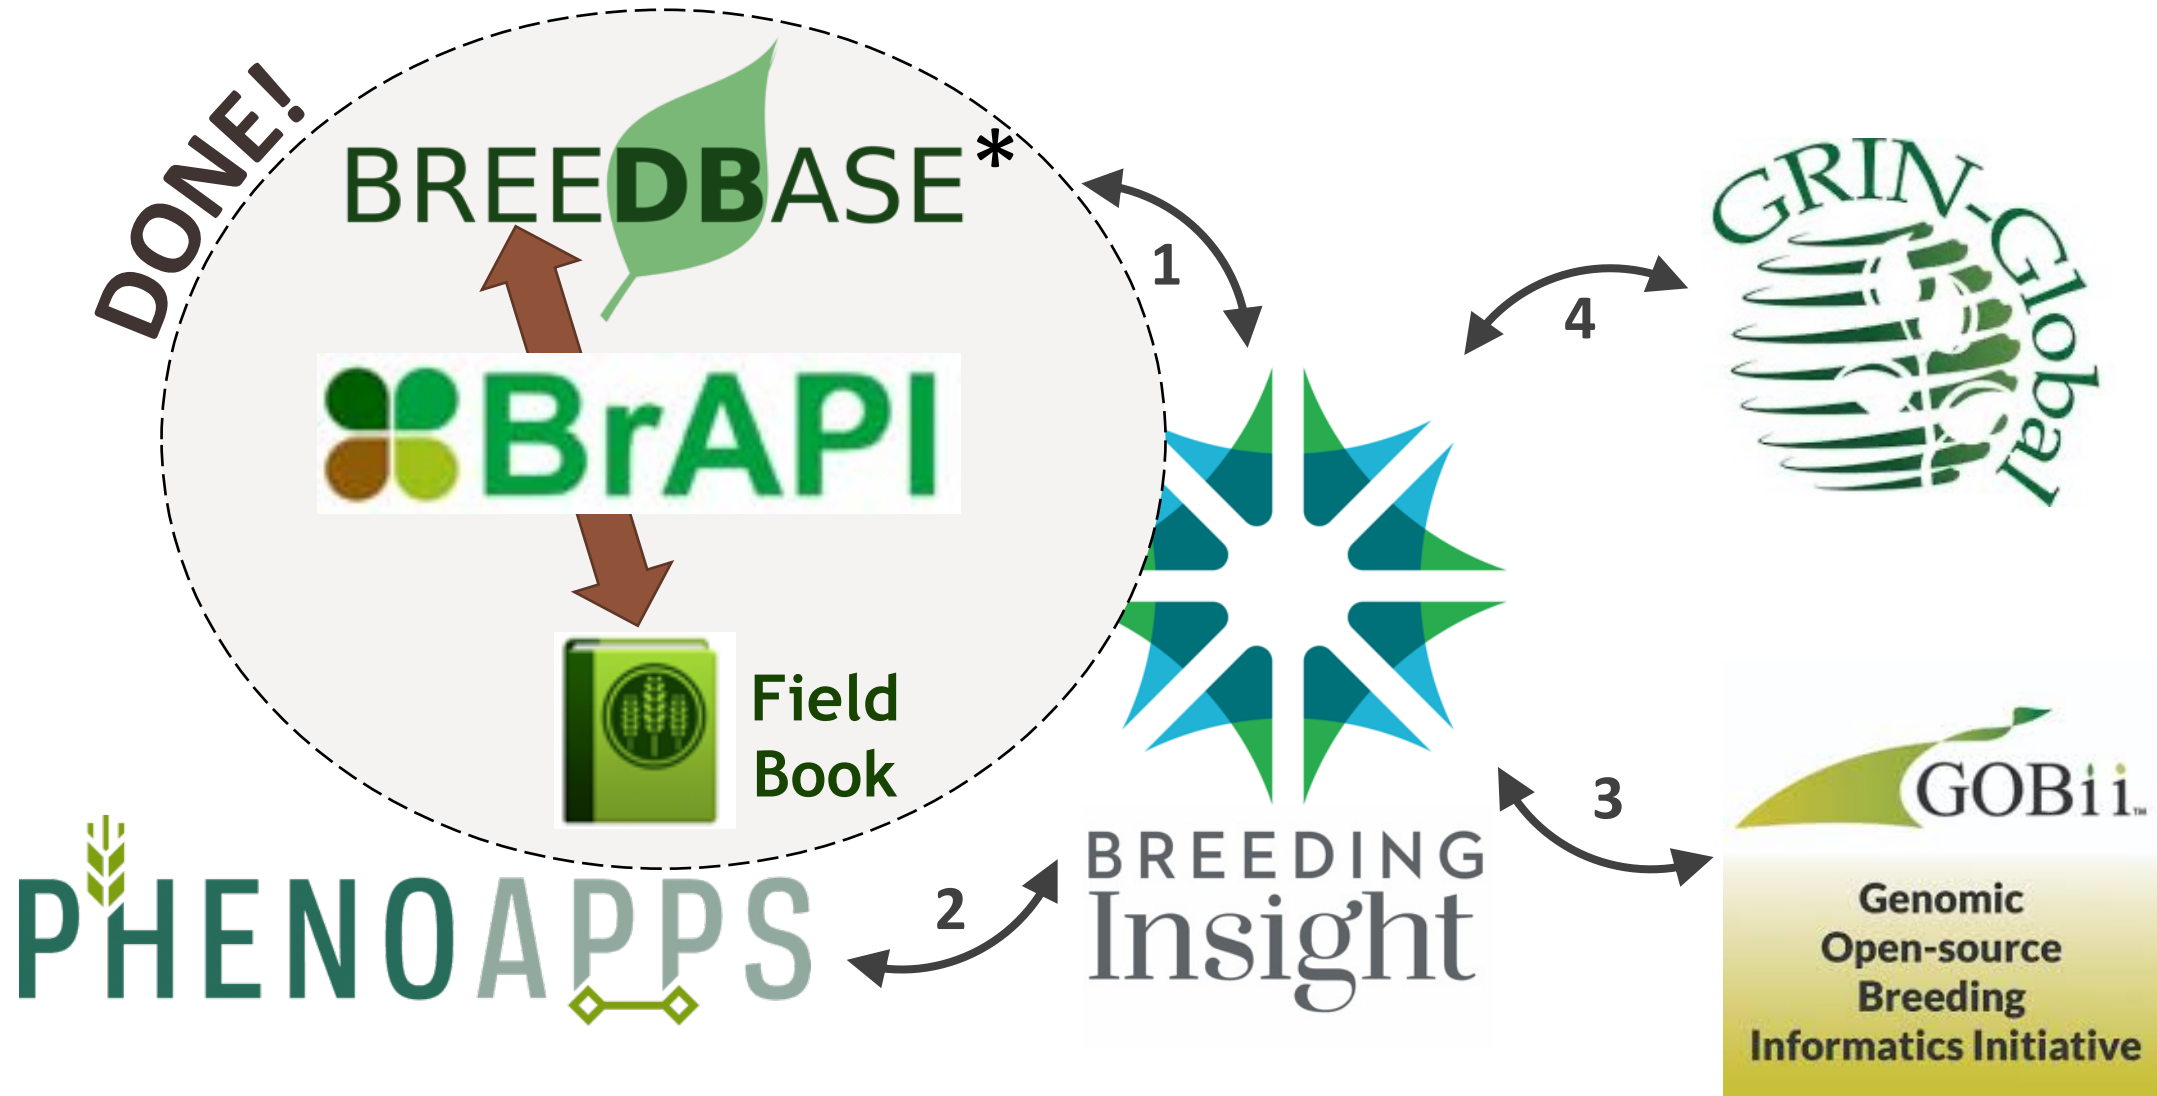 DONE!
BREEDBASE*
BrAPI
Field
Book
PHENOAPPS
1
2
3
4
BREEDING
Insight
GRIN-Global
GOBii™
Genomic
Open-source
Breeding
Informatics Initiative